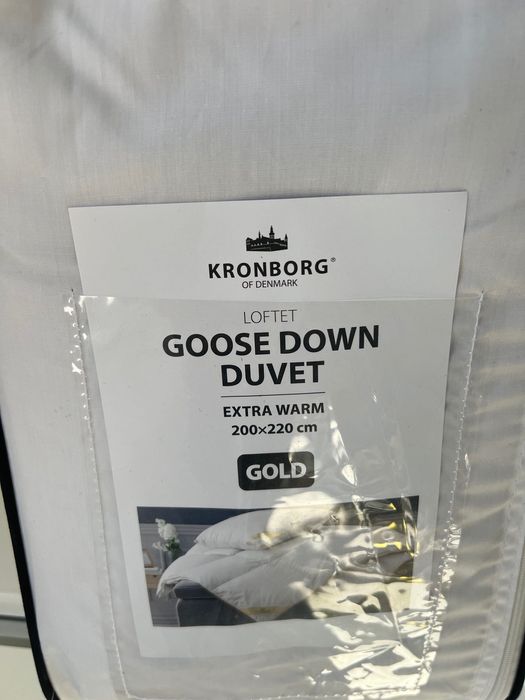 KRONBORG®
OF DENMARK
LOFTET
GOOSE DOWN
DUVET
EXTRA WARM
200×220 cm
GOLD